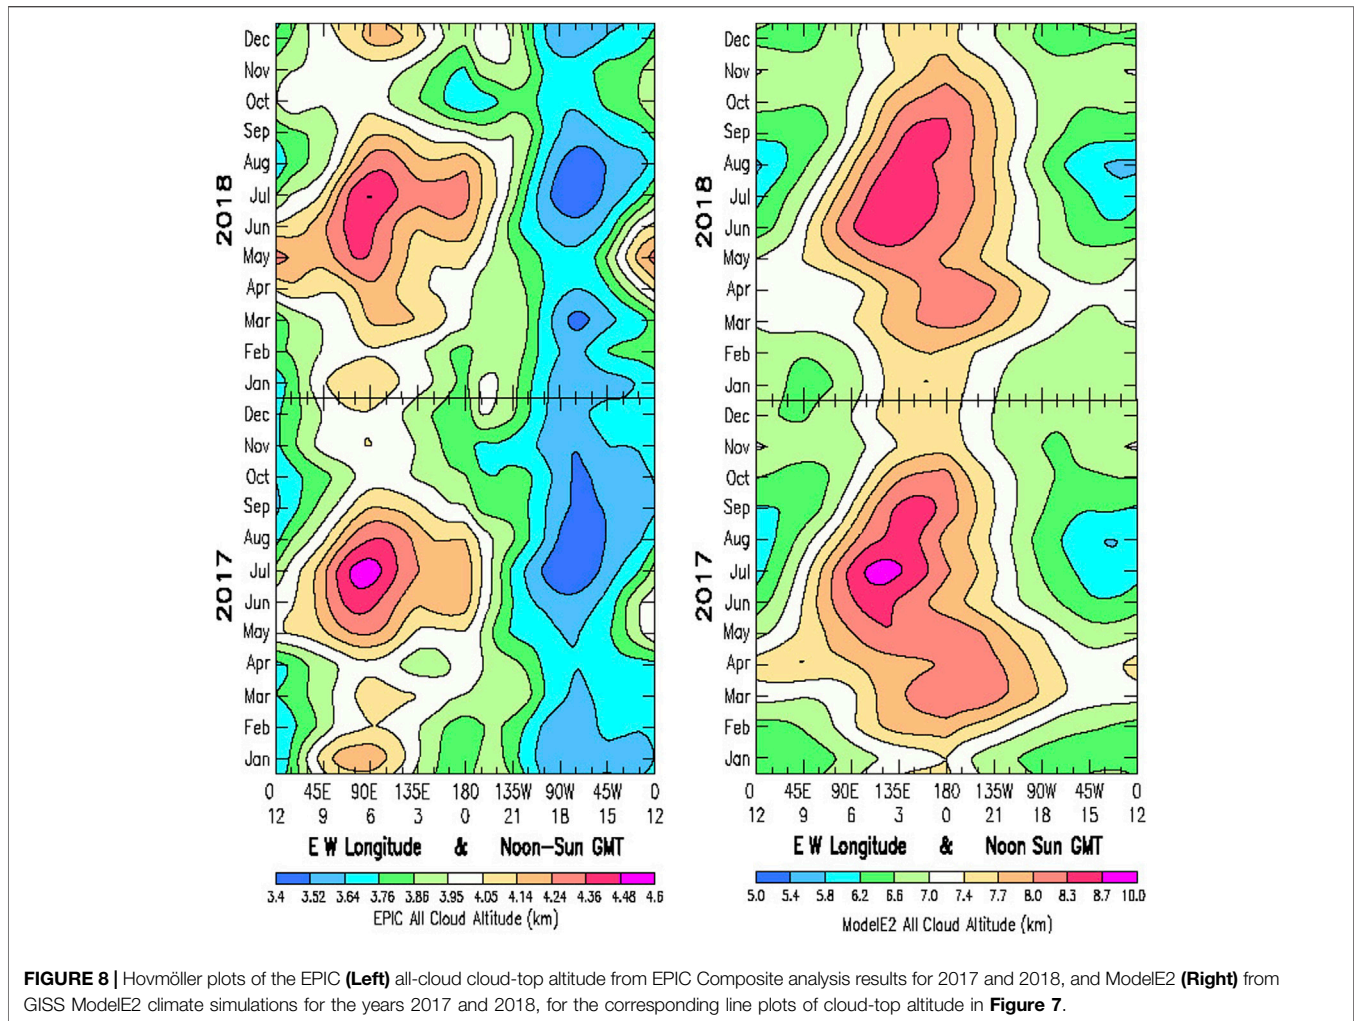 Dec
Nov
Oct
Sep
Aug
Jul
Jun
May
Apr
Mar
Feb
Jan
2018
Dec
Nov
Oct
Sep
Aug
Jul
Jun
May
Apr
Mar
Feb
Jan
2017
0 45E 90E 135E 180 135W 90W 45W 0
12 9 6 3 0 21 18 15 12
E W Longitude & Noon-Sun GMT
3.4 3.52 3.64 3.76 3.86 3.95 4.05 4.14 4.24 4.36 4.48 4.6
EPIC All Cloud Altitude (km)
Dec
Nov
Oct
Sep
Aug
Jul
Jun
May
Apr
Mar
Feb
Jan
2018
Dec
Nov
Oct
Sep
Aug
Jul
Jun
May
Apr
Mar
Feb
Jan
2017
0 45E 90E 135E 180 135W 90W 45W 0
12 9 6 3 0 21 18 15 12
E W Longitude & Noon Sun GMT
5.0 5.4 5.8 6.2 6.6 7.0 7.4 7.7 8.0 8.3 8.7 10.0
ModelE2 All Cloud Altitude (km)
FIGURE 8 | Hovmöller plots of the EPIC (Left) all-cloud cloud-top altitude from EPIC Composite analysis results for 2017 and 2018, and ModelE2 (Right) from
GISS ModelE2 climate simulations for the years 2017 and 2018, for the corresponding line plots of cloud-top altitude in Figure 7.